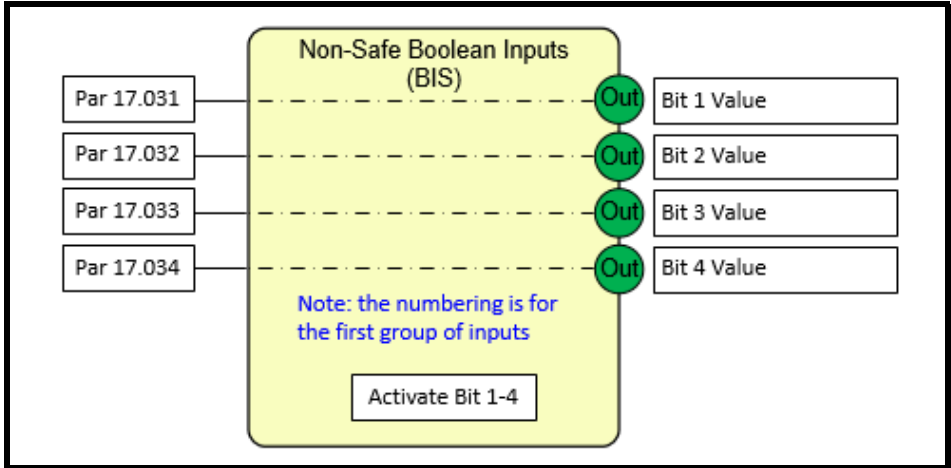 Non-Safe Boolean Inputs
(BIS)
Par 17.031
Out
Bit 1 Value
Par 17.032
Out
Bit 2 Value
Par 17.033
Out
Bit 3 Value
Par 17.034
Out
Bit 4 Value
Note: the numbering is for
the first group of inputs
Activate Bit 1-4